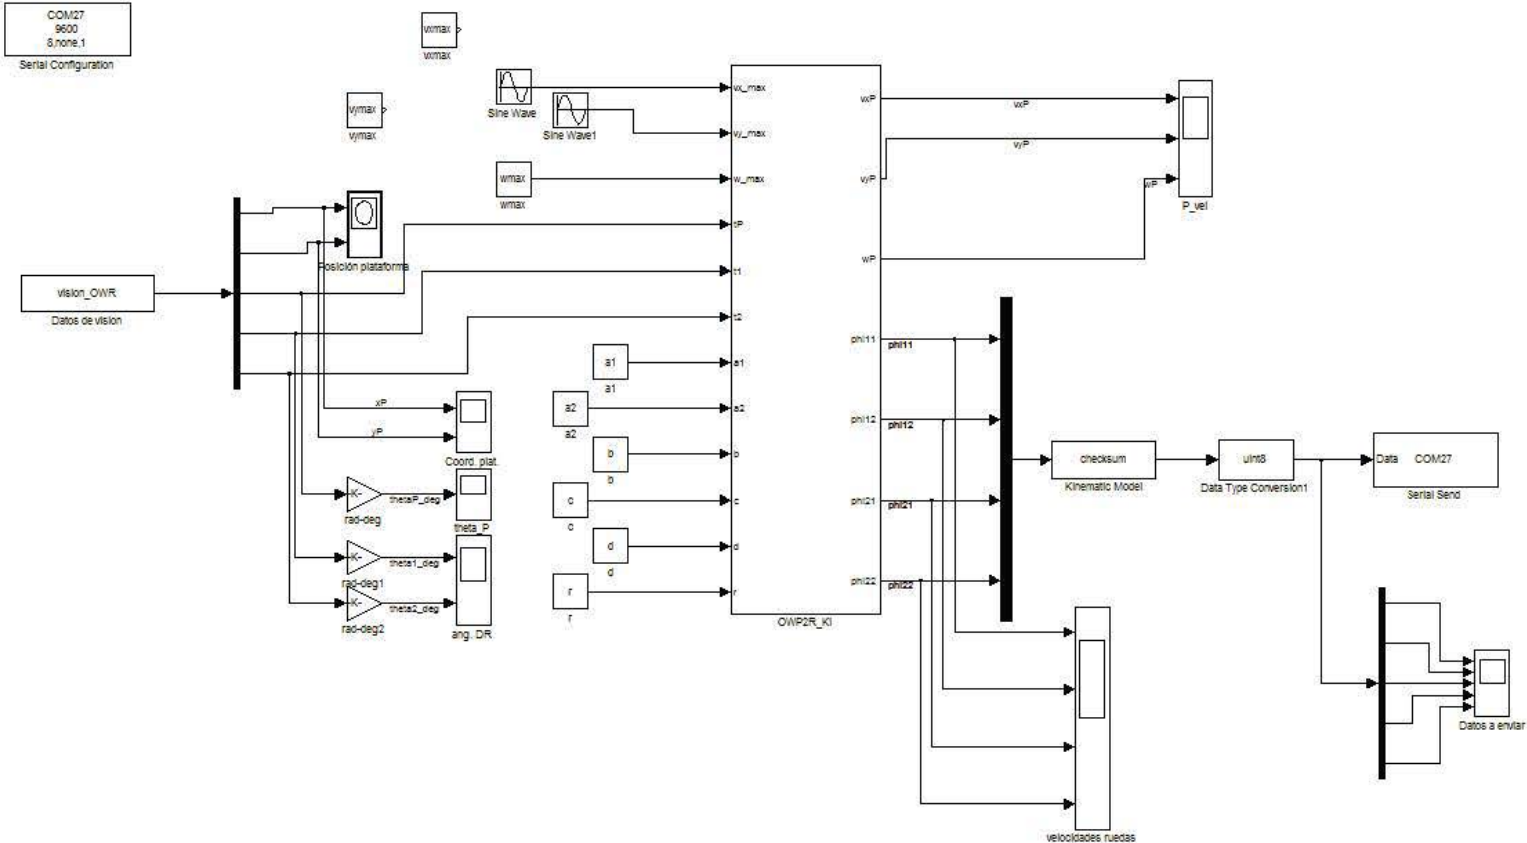 COM27
9600
8,none,1
Serial Configuration
vxmax
vxmax
vymax
vymax
Sine Wave
Sine Wave1
wmax
wmax
Posición plataforma
vision_OWR
Datos de vision
xP
yP
Coord. plat.
-K-
rad-deg
thetaP_deg
theta_P
-K-
rad-deg1
theta1_deg
-K-
rad-deg2
theta2_deg
ang. DR
a1
a1
a2
a2
b
b
c
c
d
d
r
r
vx_max
vy_max
w_max
tP
t1
t2
a1
a2
b
c
d
r
vxP
vyP
wP
phi11
phi12
phi21
phi22
OWP2R_KI
vxP
vyP
wP
P_vel
phi11
phi12
phi21
phi22
checksum
Kinematic Model
uint8
Data Type Conversion1
Data
COM27
Serial Send
velocidades ruedas
Datos a enviar